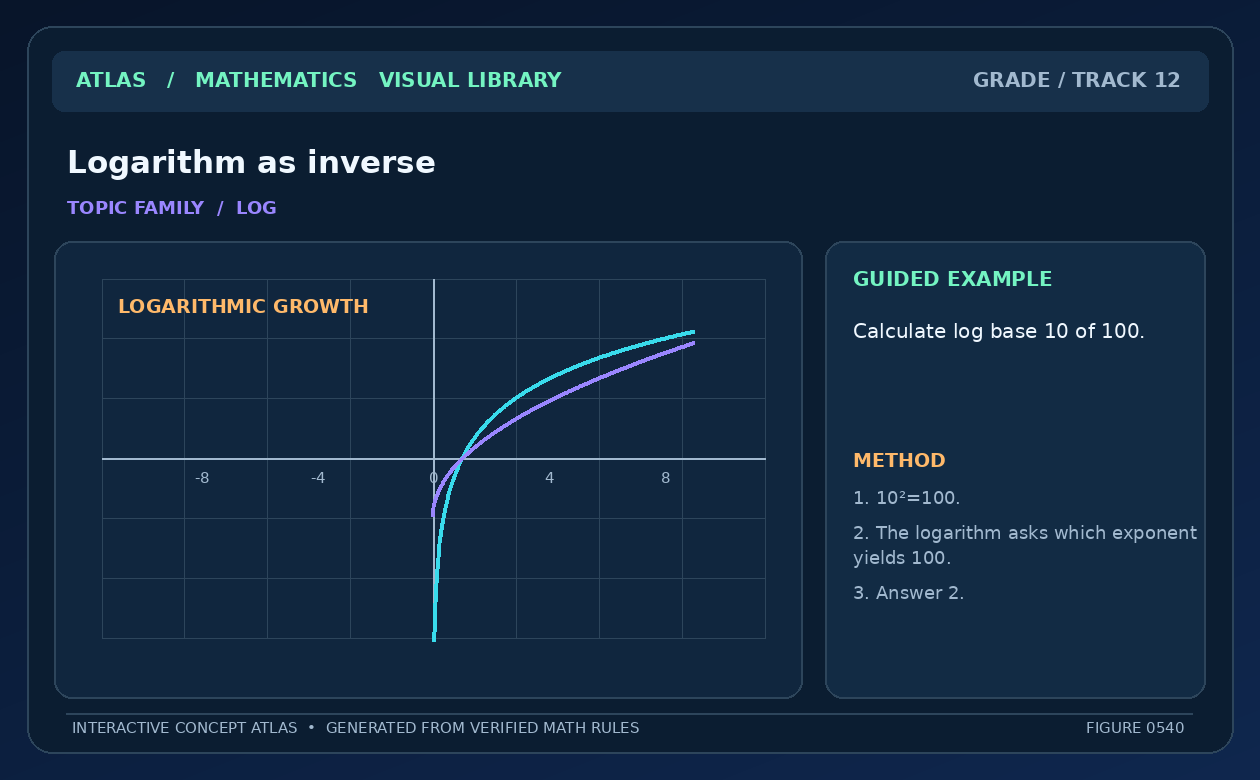 ATLAS / MATHEMATICS VISUAL LIBRARY
GRADE / TRACK 12
Logarithm as inverse
TOPIC FAMILY / LOG
LOGARITHMIC GROWTH
-8 -4 0 4 8
GUIDED EXAMPLE
Calculate log base 10 of 100.
METHOD
1. 10²=100.
2. The logarithm asks which exponent
yields 100.
3. Answer 2.
INTERACTIVE CONCEPT ATLAS • GENERATED FROM VERIFIED MATH RULES
FIGURE 0540